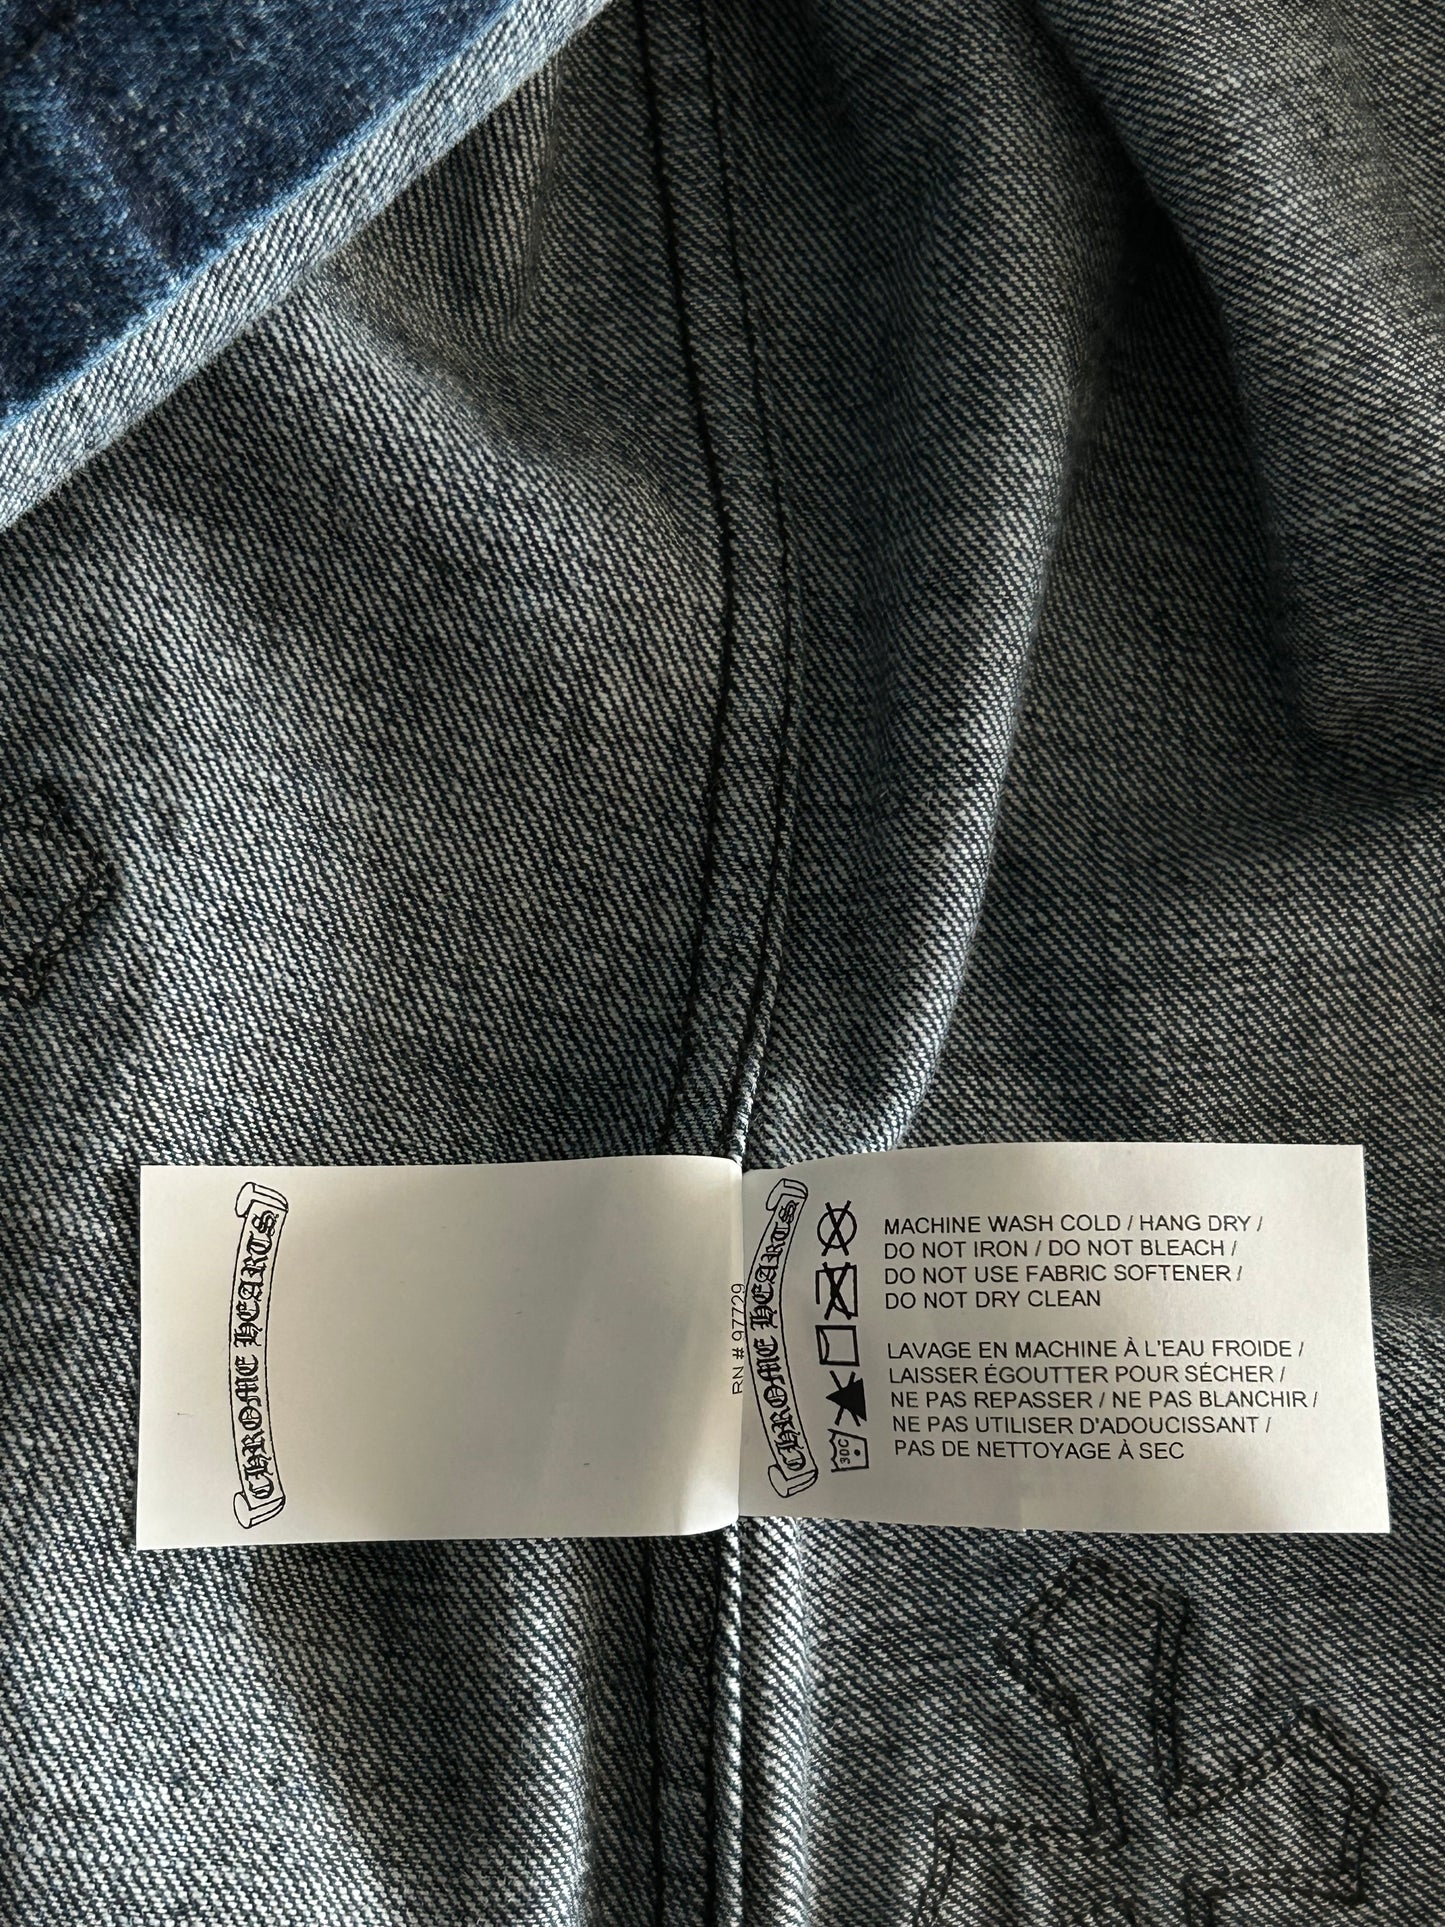 CHROME HEARTS
RN # 97729
CHROME HEARTS
30C
MACHINE WASH COLD / HANG DRY /
DO NOT IRON / DO NOT BLEACH /
DO NOT USE FABRIC SOFTENER /
DO NOT DRY CLEAN
LAVAGE EN MACHINE À L'EAU FROIDE /
LAISSER ÉGOUTTER POUR SÉCHER /
NE PAS REPASSER / NE PAS BLANCHIR /
NE PAS UTILISER D'ADOUCISSANT /
PAS DE NETTOYAGE À SEC